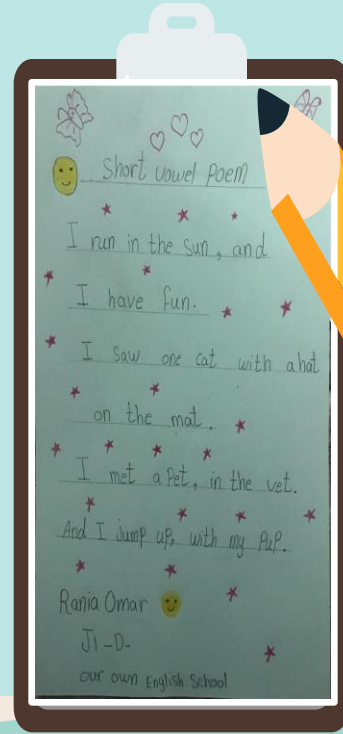 Short vowel Poem
I run in the sun, and
I have fun.
I saw one cat with a hat
on the mat.
I met a Pet, in the vet.
And I jump up, with my PuP.
Rania Omar
J1-D-
our own English School